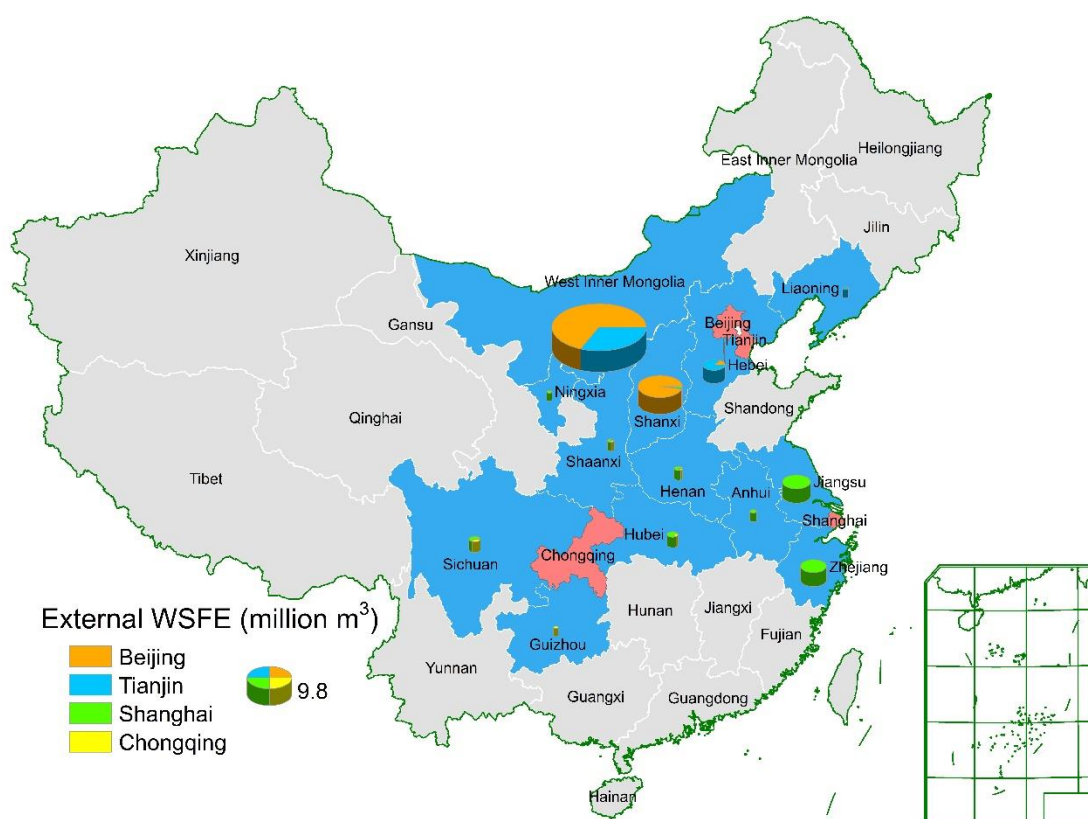 Heilongjiang
East Inner Mongolia
Jilin
Xinjiang
West Inner Mongolia
Liaoning
Gansu
Beijing
Tianjin
Hebei
Ningxia
Shandong
Qinghai
Shanxi
Shaanxi
Tibet
Henan
Anhui
Jiangsu
Shanghai
Hubei
Chongqing
Sichuan
Zhejiang
Hunan
Jiangxi
Guizhou
Fujian
Yunnan
Guangxi
Guangdong
Hainan
External WSFE (million m³)
Beijing
Tianjin
Shanghai
Chongqing
9.8